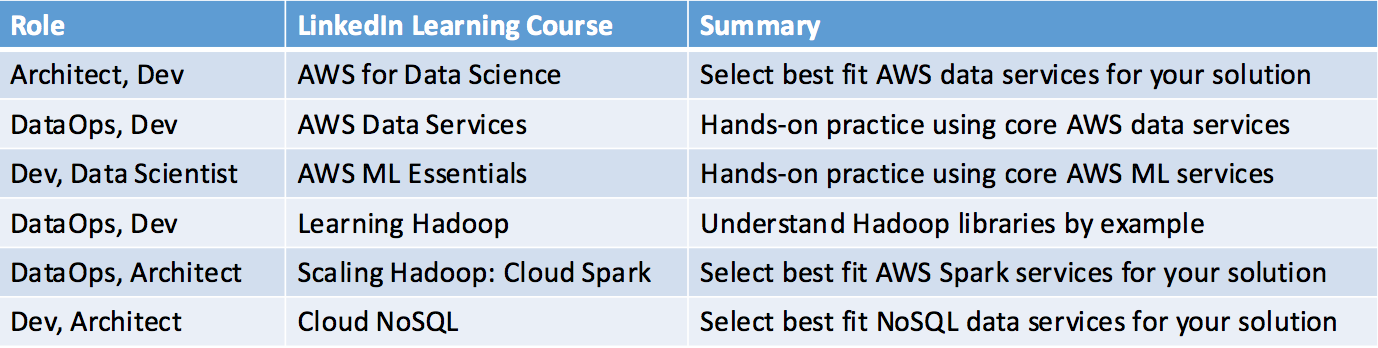 Role LinkedIn Learning Course Summary
Architect, Dev AWS for Data Science Select best fit AWS data services for your solution
DataOps, Dev AWS Data Services Hands-on practice using core AWS data services
Dev, Data Scientist AWS ML Essentials Hands-on practice using core AWS ML services
DataOps, Dev Learning Hadoop Understand Hadoop libraries by example
DataOps, Architect Scaling Hadoop: Cloud Spark Select best fit AWS Spark services for your solution
Dev, Architect Cloud NoSQL Select best fit NoSQL data services for your solution